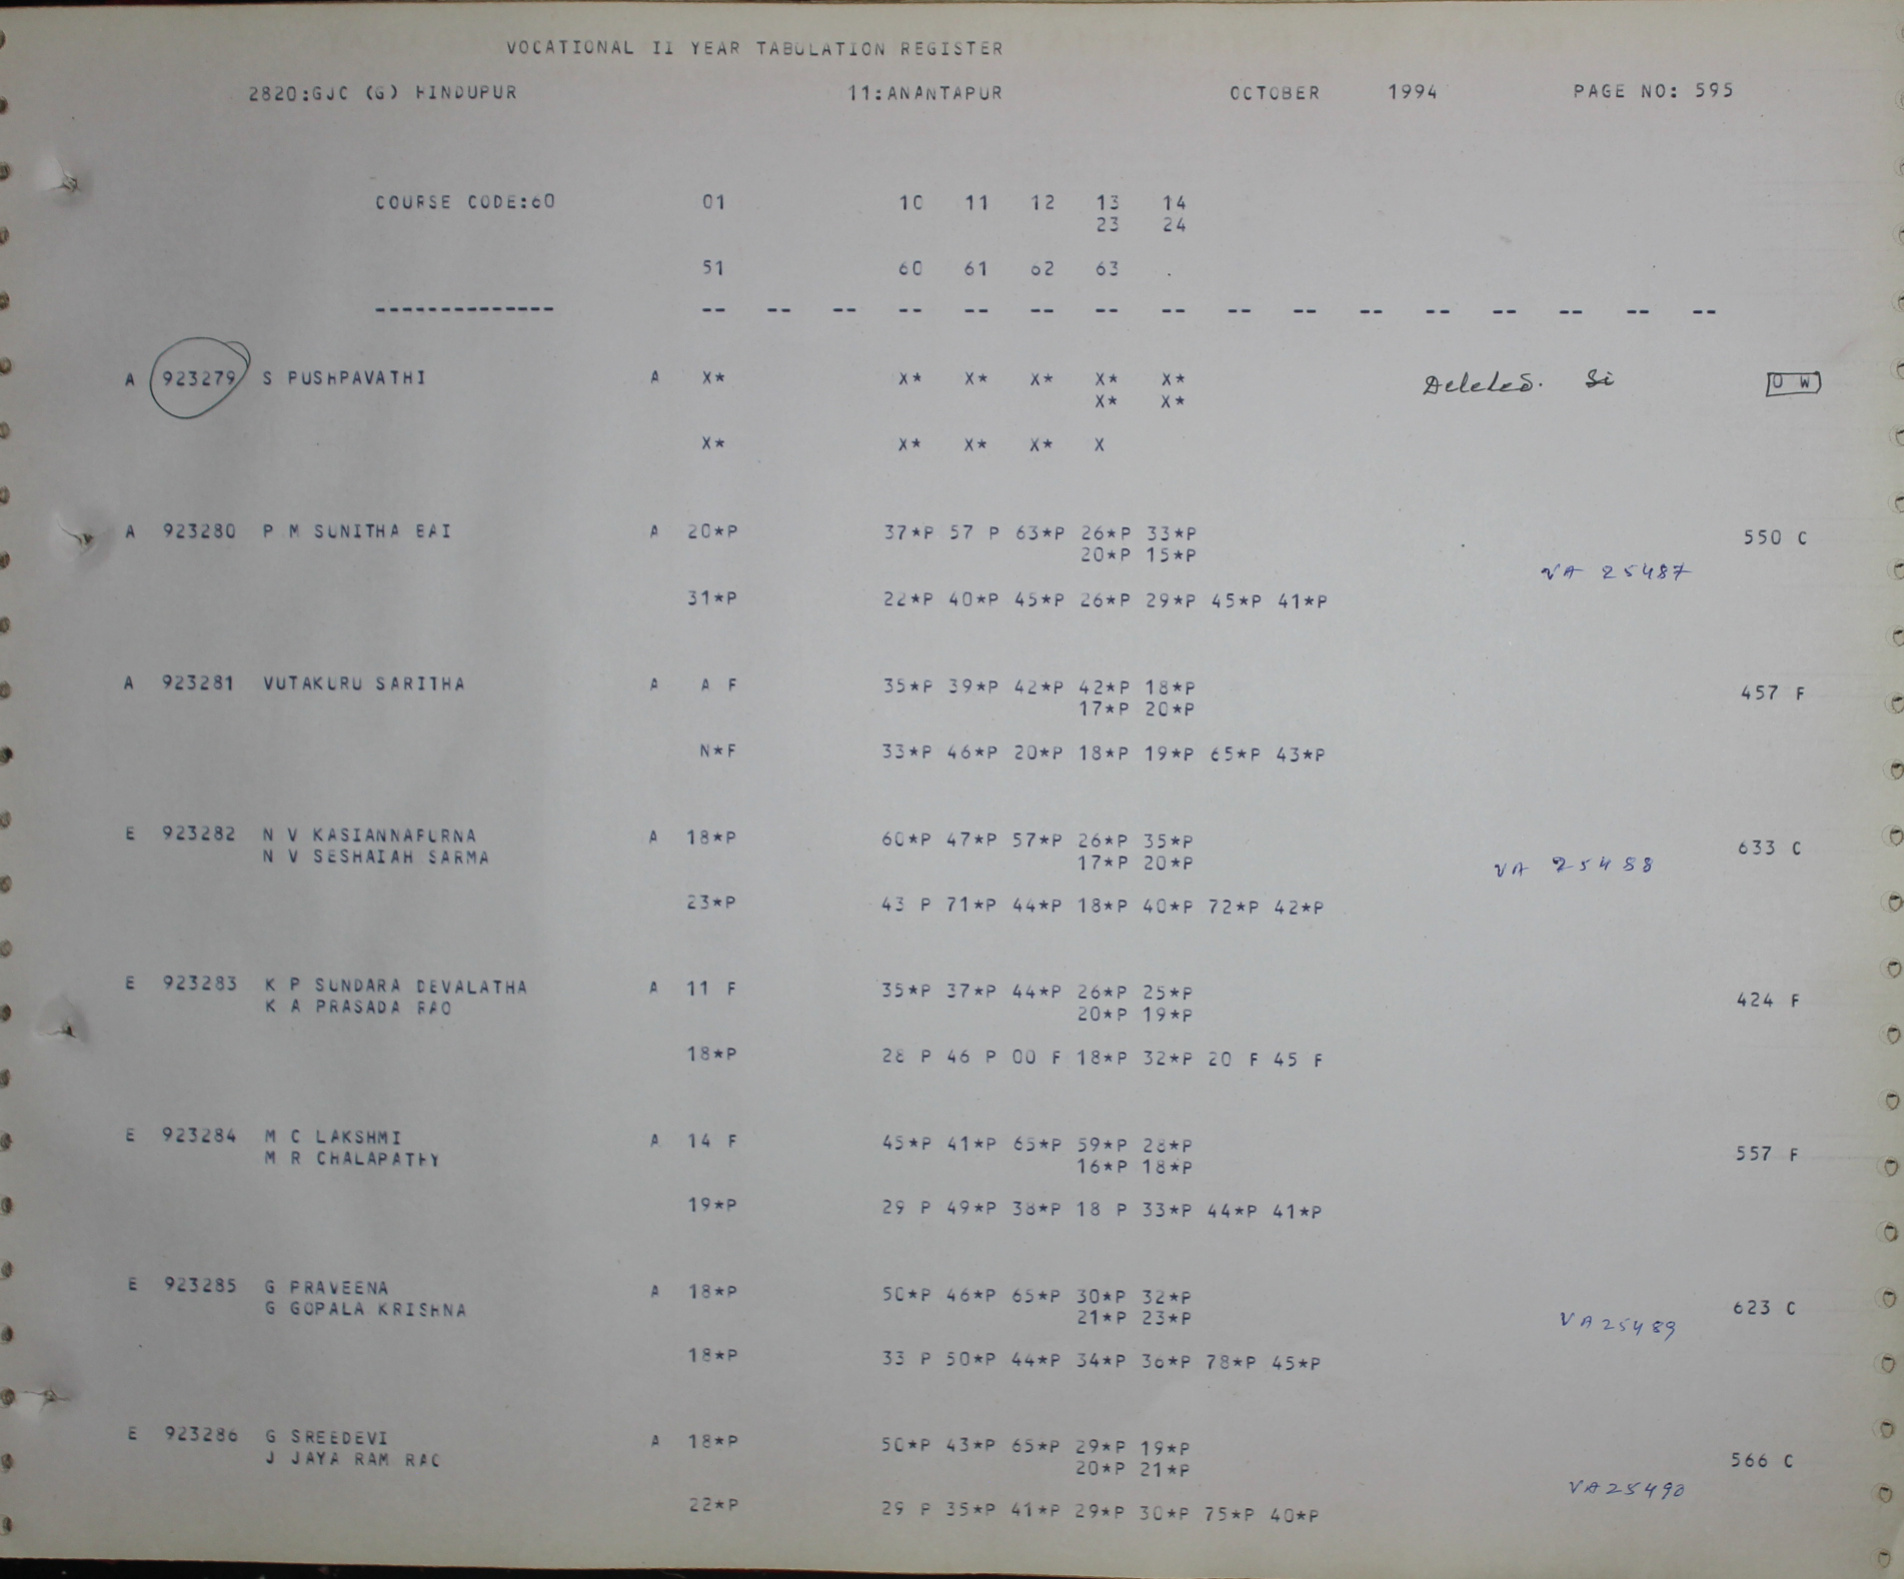 VOCATIONAL II YEAR TABULATION REGISTER
2820:GJC (G) HINDUPUR 11:ANANTAPUR OCTOBER 1994 PAGE NO: 595
COURSE CODE:60 01 10 11 12 13 14
23 24
51 60 61 62 63 .
-------------- -- -- -- -- -- -- -- -- -- -- -- -- -- -- -- --
A 923279 S PUSHPAVATHI A X* X* X* X* X* X* Deleted. O W
X* X*
X* X* X* X* X
A 923280 P M SUNITHA BAI A 20*P 37*P 57 P 63*P 26*P 33*P 550 C
20*P 15*P
VA 25487
31*P 22*P 40*P 45*P 26*P 29*P 45*P 41*P
A 923281 VUTAKURU SARITHA A A F 35*P 39*P 42*P 42*P 18*P 457 F
17*P 20*P
N*F 33*P 46*P 20*P 18*P 19*P 65*P 43*P
E 923282 N V KASIANNAPURNA A 18*P 60*P 47*P 57*P 26*P 35*P 633 C
N V SESHAIAH SARMA 17*P 20*P VA 25488
23*P 43 P 71*P 44*P 18*P 40*P 72*P 42*P
E 923283 K P SUNDARA DEVALATHA A 11 F 35*P 37*P 44*P 26*P 25*P 424 F
K A PRASADA RAO 20*P 19*P
18*P 28 P 46 P 00 F 18*P 32*P 20 F 45 F
E 923284 M C LAKSHMI A 14 F 45*P 41*P 65*P 59*P 28*P 557 F
M R CHALAPATHY 16*P 18*P
19*P 29 P 49*P 38*P 18 P 33*P 44*P 41*P
E 923285 G PRAVEENA A 18*P 50*P 46*P 65*P 30*P 32*P 623 C
G GOPALA KRISHNA 21*P 23*P VA25489
18*P 33 P 50*P 44*P 34*P 36*P 78*P 45*P
E 923286 G SREEDEVI A 18*P 50*P 43*P 65*P 29*P 19*P 566 C
J JAYA RAM RAO 20*P 21*P
VA25490
22*P 29 P 35*P 41*P 29*P 30*P 75*P 40*P